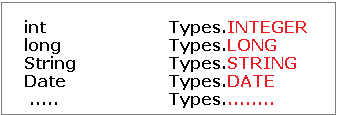 int Types.INTEGER
long Types.LONG
String Types.STRING
Date Types.DATE
..... Types..........